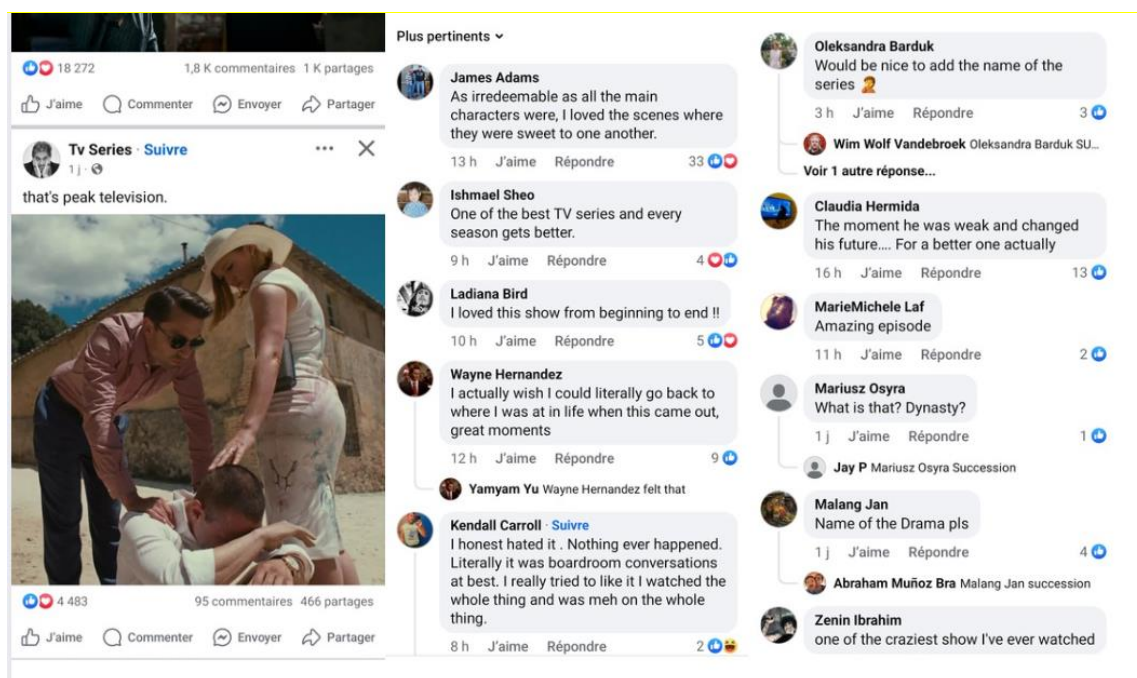 18 272 1,8 K commentaires 1 K partages
J'aime Commenter Envoyer Partager
Tv Series · Suivre
1 j ·
that's peak television.
4 483 95 commentaires 466 partages
J'aime Commenter Envoyer Partager
Plus pertinents
James Adams
As irredeemable as all the main
characters were, I loved the scenes where
they were sweet to one another.
13 h J'aime Répondre 33
Ishmael Sheo
One of the best TV series and every
season gets better.
9 h J'aime Répondre 4
Ladiana Bird
I loved this show from beginning to end !!
10 h J'aime Répondre 5
Wayne Hernandez
I actually wish I could literally go back to
where I was at in life when this came out,
great moments
12 h J'aime Répondre 9
Yamyam Yu Wayne Hernandez felt that
Kendall Carroll · Suivre
I honest hated it . Nothing ever happened.
Literally it was boardroom conversations
at best. I really tried to like it I watched the
whole thing and was meh on the whole
thing.
8 h J'aime Répondre 2
Oleksandra Barduk
Would be nice to add the name of the
series 🤦
3 h J'aime Répondre 3
Wim Wolf Vandebroek Oleksandra Barduk SU...
Voir 1 autre réponse...
Claudia Hermida
The moment he was weak and changed
his future.... For a better one actually
16 h J'aime Répondre 13
MarieMichele Laf
Amazing episode
11 h J'aime Répondre 2
Mariusz Osyra
What is that? Dynasty?
1 j J'aime Répondre 1
Jay P Mariusz Osyra Succession
Malang Jan
Name of the Drama pls
1 j J'aime Répondre 4
Abraham Muñoz Bra Malang Jan succession
Zenin Ibrahim
one of the craziest show I've ever watched